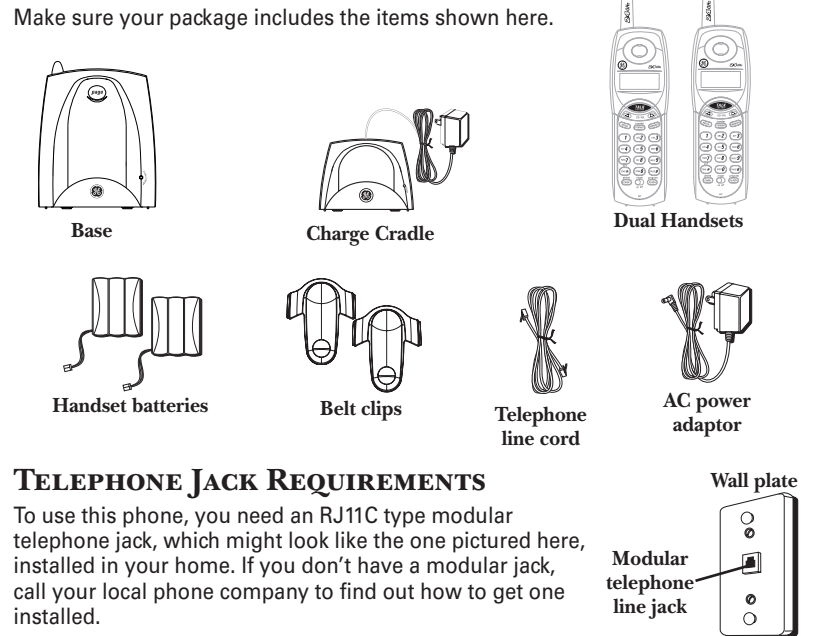 Make sure your package includes the items shown here.
page
Base
Charge Cradle
Dual Handsets
Handset batteries
Belt clips
Telephone
line cord
AC power
adaptor
TELEPHONE JACK REQUIREMENTS
To use this phone, you need an RJ11C type modular
telephone jack, which might look like the one pictured here,
installed in your home. If you don't have a modular jack,
call your local phone company to find out how to get one
installed.
Wall plate
Modular
telephone
line jack